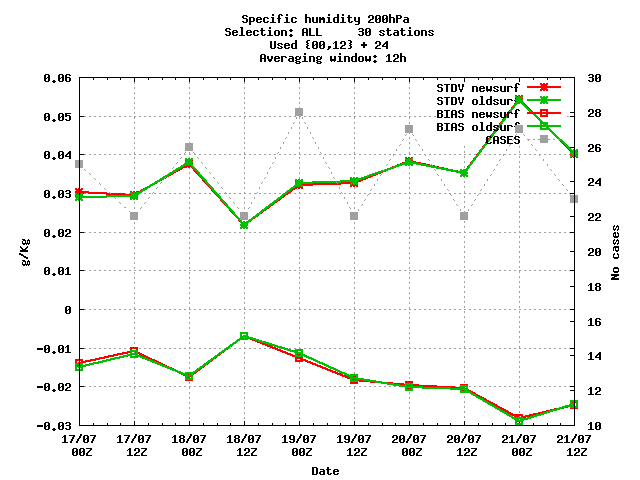 Specific humidity 200hPa
Selection: ALL     30 stations
Used {00,12} + 24
Averaging window: 12h
STDV newsurf
STDV oldsurf
BIAS newsurf
BIAS oldsurf
CASES
0.06
0.05
0.04
0.03
0.02
0.01
0
-0.01
-0.02
-0.03
g/Kg
30
28
26
24
22
20
18
16
14
12
10
No cases
17/07 17/07 18/07 18/07 19/07 19/07 20/07 20/07 21/07 21/07
00Z 12Z 00Z 12Z 00Z 12Z 00Z 12Z 00Z 12Z
Date